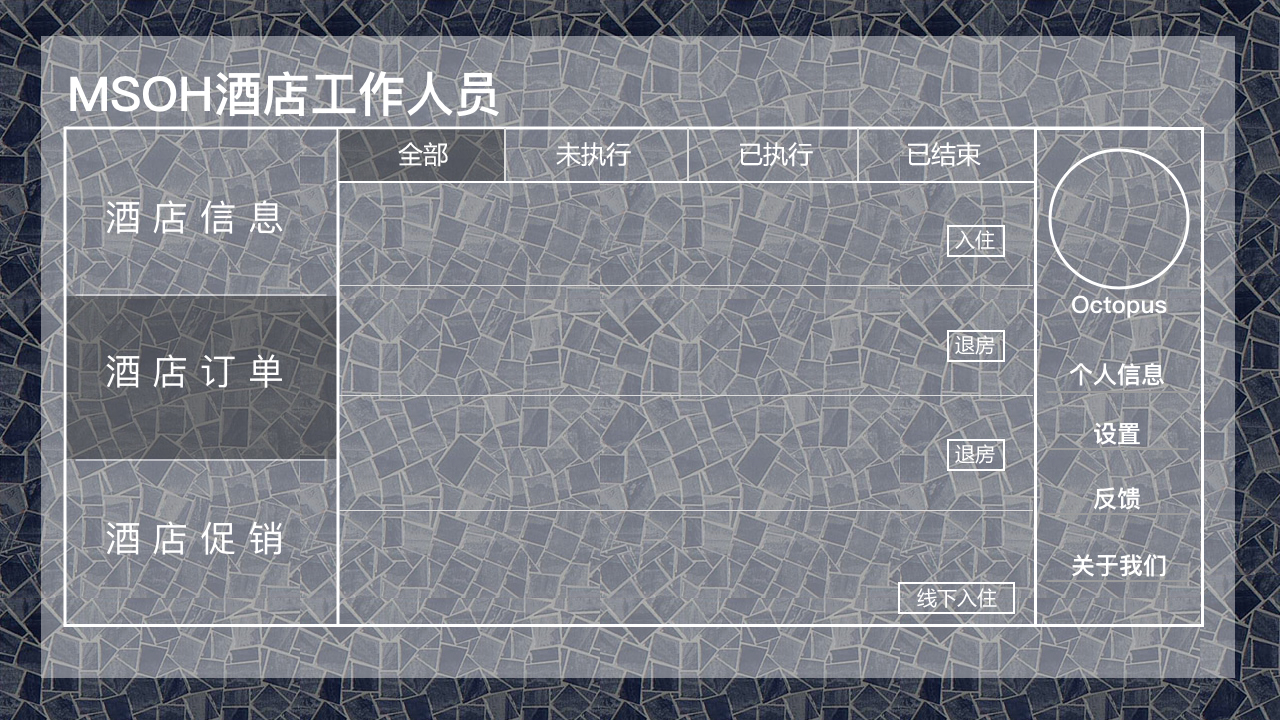 MSOH酒店工作人员
酒店信息
酒店订单
酒店促销
全部
未执行
已执行
已结束
入住
退房
退房
线下入住
Octopus
个人信息
设置
反馈
关于我们